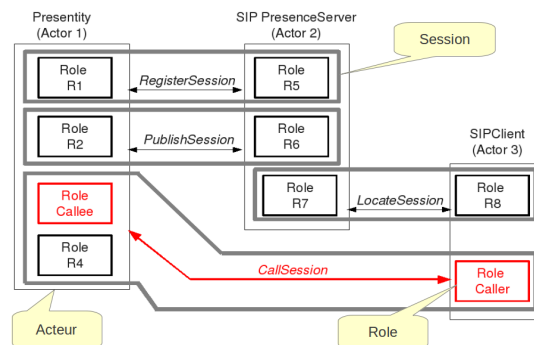 Presentity
(Actor 1)
SIP PresenceServer
(Actor 2)
Session
Role
R1
RegisterSession
Role
R5
Role
R2
PublishSession
Role
R6
SIPClient
(Actor 3)
Role
Callee
Role
R7
LocateSession
Role
R8
Role
R4
CallSession
Role
Caller
Acteur
Role